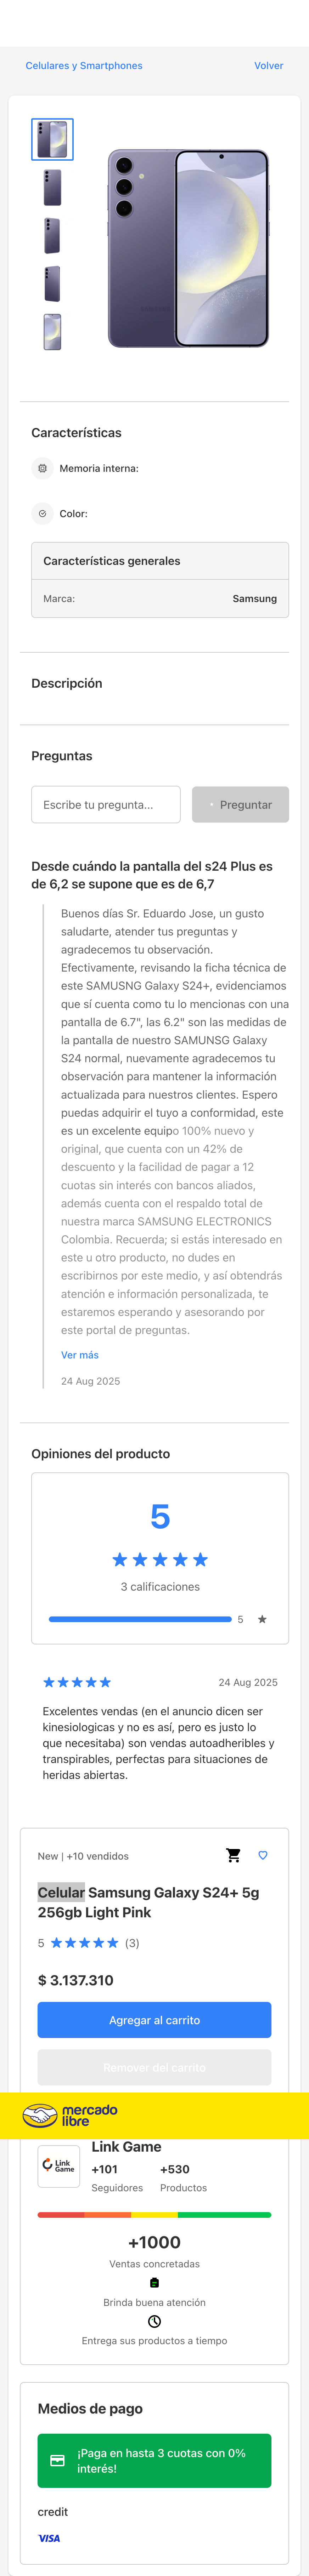 Celulares y Smartphones
Volver
Características
Memoria interna:
Color:
Características generales
Marca:
Samsung
Descripción
Preguntas
Escribe tu pregunta...
Preguntar
Desde cuándo la pantalla del s24 Plus es
de 6,2 se supone que es de 6,7
Buenos días Sr. Eduardo Jose, un gusto
saludarte, atender tus preguntas y
agradecemos tu observación.
Efectivamente, revisando la ficha técnica de
este SAMUSNG Galaxy S24+, evidenciamos
que sí cuenta como tu lo mencionas con una
pantalla de 6.7", las 6.2" son las medidas de
la pantalla de nuestro SAMUNSG Galaxy
S24 normal, nuevamente agradecemos tu
observación para mantener la información
actualizada para nuestros clientes. Espero
puedas adquirir el tuyo a conformidad, este
es un excelente equipo 100% nuevo y
original, que cuenta con un 42% de
descuento y la facilidad de pagar a 12
cuotas sin interés con bancos aliados,
además cuenta con el respaldo total de
nuestra marca SAMSUNG ELECTRONICS
Colombia. Recuerda; si estás interesado en
este u otro producto, no dudes en
escribirnos por este medio, y así obtendrás
atención e información personalizada, te
estaremos esperando y asesorando por
este portal de preguntas.
Ver más
24 Aug 2025
Opiniones del producto
5
3 calificaciones
5
24 Aug 2025
Excelentes vendas (en el anuncio dicen ser
kinesiologicas y no es así, pero es justo lo
que necesitaba) son vendas autoadheribles y
transpirables, perfectas para situaciones de
heridas abiertas.
New | +10 vendidos
Celular Samsung Galaxy S24+ 5g
256gb Light Pink
5 (3)
$ 3.137.310
Agregar al carrito
Remover del carrito
mercado
libre
Link
Game
Link Game
+101
+530
Seguidores
Productos
+1000
Ventas concretadas
Brinda buena atención
Entrega sus productos a tiempo
Medios de pago
¡Paga en hasta 3 cuotas con 0%
interés!
credit
VISA